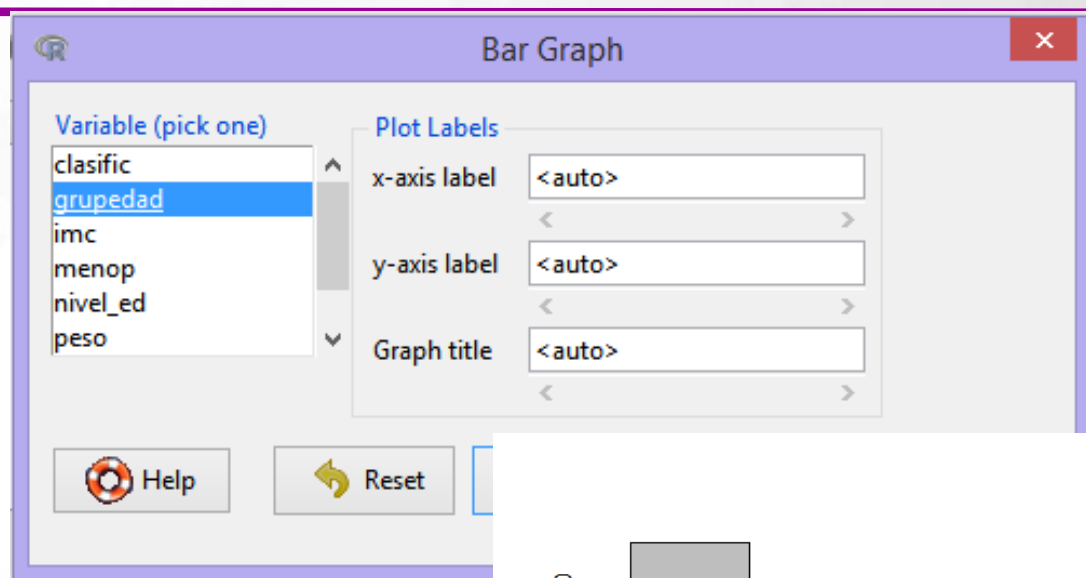 Bar Graph
Variable (pick one)
clasific
grupedad
imc
menop
nivel_ed
peso
Plot Labels
x-axis label <auto>
y-axis label <auto>
Graph title <auto>
Help
Reset